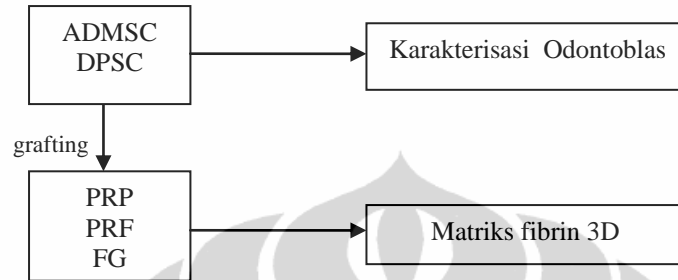 ADMSC
DPSC
Karakterisasi Odontoblas
grafting
PRP
PRF
FG
Matriks fibrin 3D